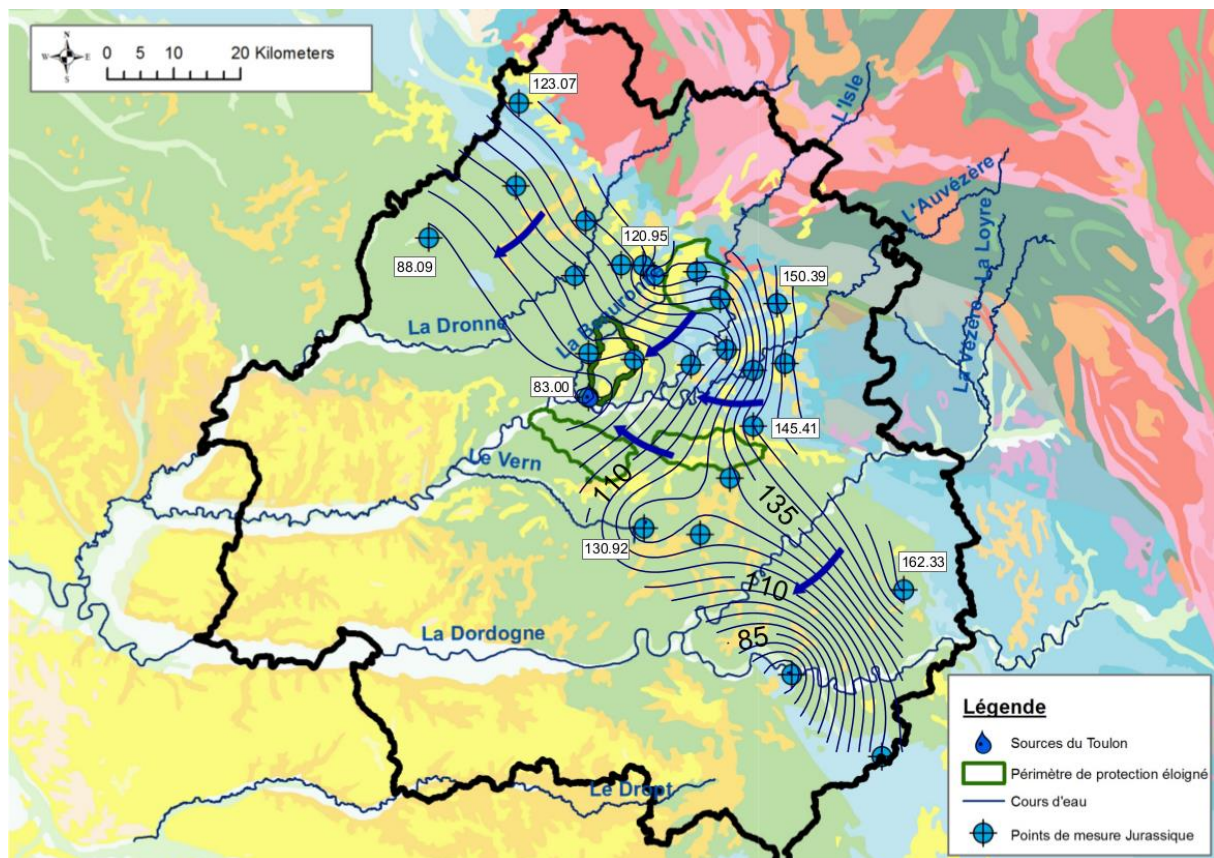 N
W
E
S
0 5 10 20 Kilometers
123.07
L'Isle
L'Auvézère
La Loyre
La Vézère
120.95
88.09
150.39
La Dronne
La Beauronne
83.00
145.41
Le Vern
110
135
130.92
162.33
110
85
La Dordogne
Le Dropt
Légende
Sources du Toulon
Périmètre de protection éloigné
Cours d'eau
Points de mesure Jurassique